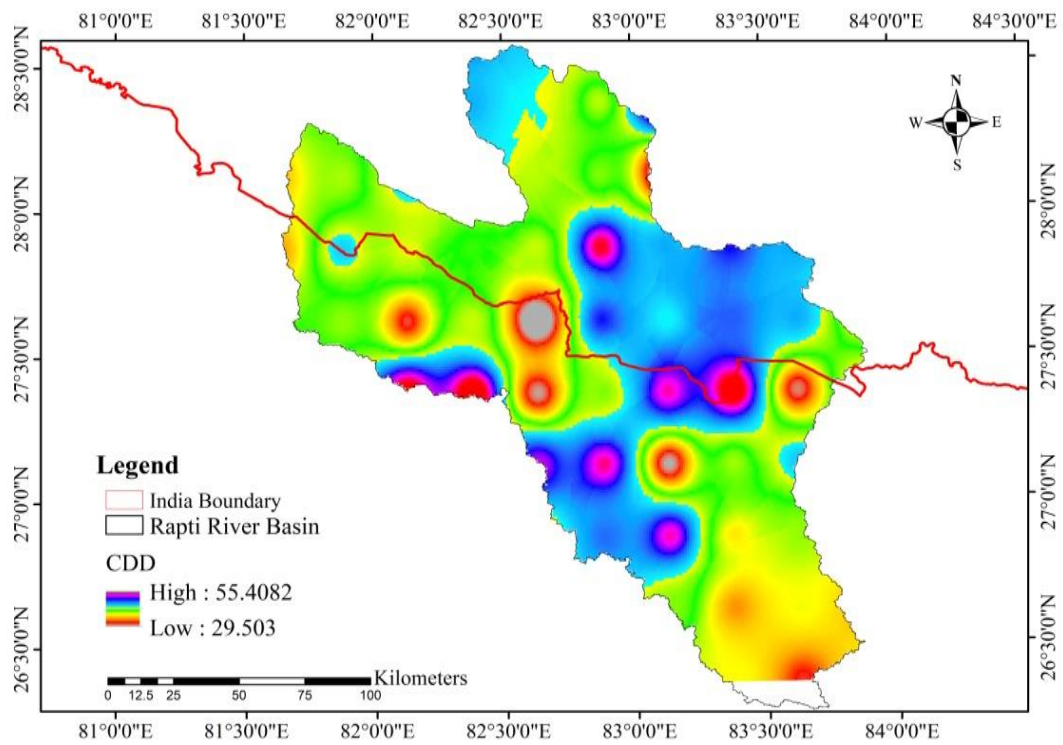 81°0'0"E 81°30'0"E 82°0'0"E 82°30'0"E 83°0'0"E 83°30'0"E 84°0'0"E 84°30'0"E
28°30'0"N
28°0'0"N
27°30'0"N
27°0'0"N
26°30'0"N
N
W E
S
28°30'0"N
28°0'0"N
27°30'0"N
27°0'0"N
26°30'0"N
Legend
India Boundary
Rapti River Basin
CDD
High : 55.4082
Low : 29.503
Kilometers
0 12.5 25 50 75 100
81°0'0"E 81°30'0"E 82°0'0"E 82°30'0"E 83°0'0"E 83°30'0"E 84°0'0"E